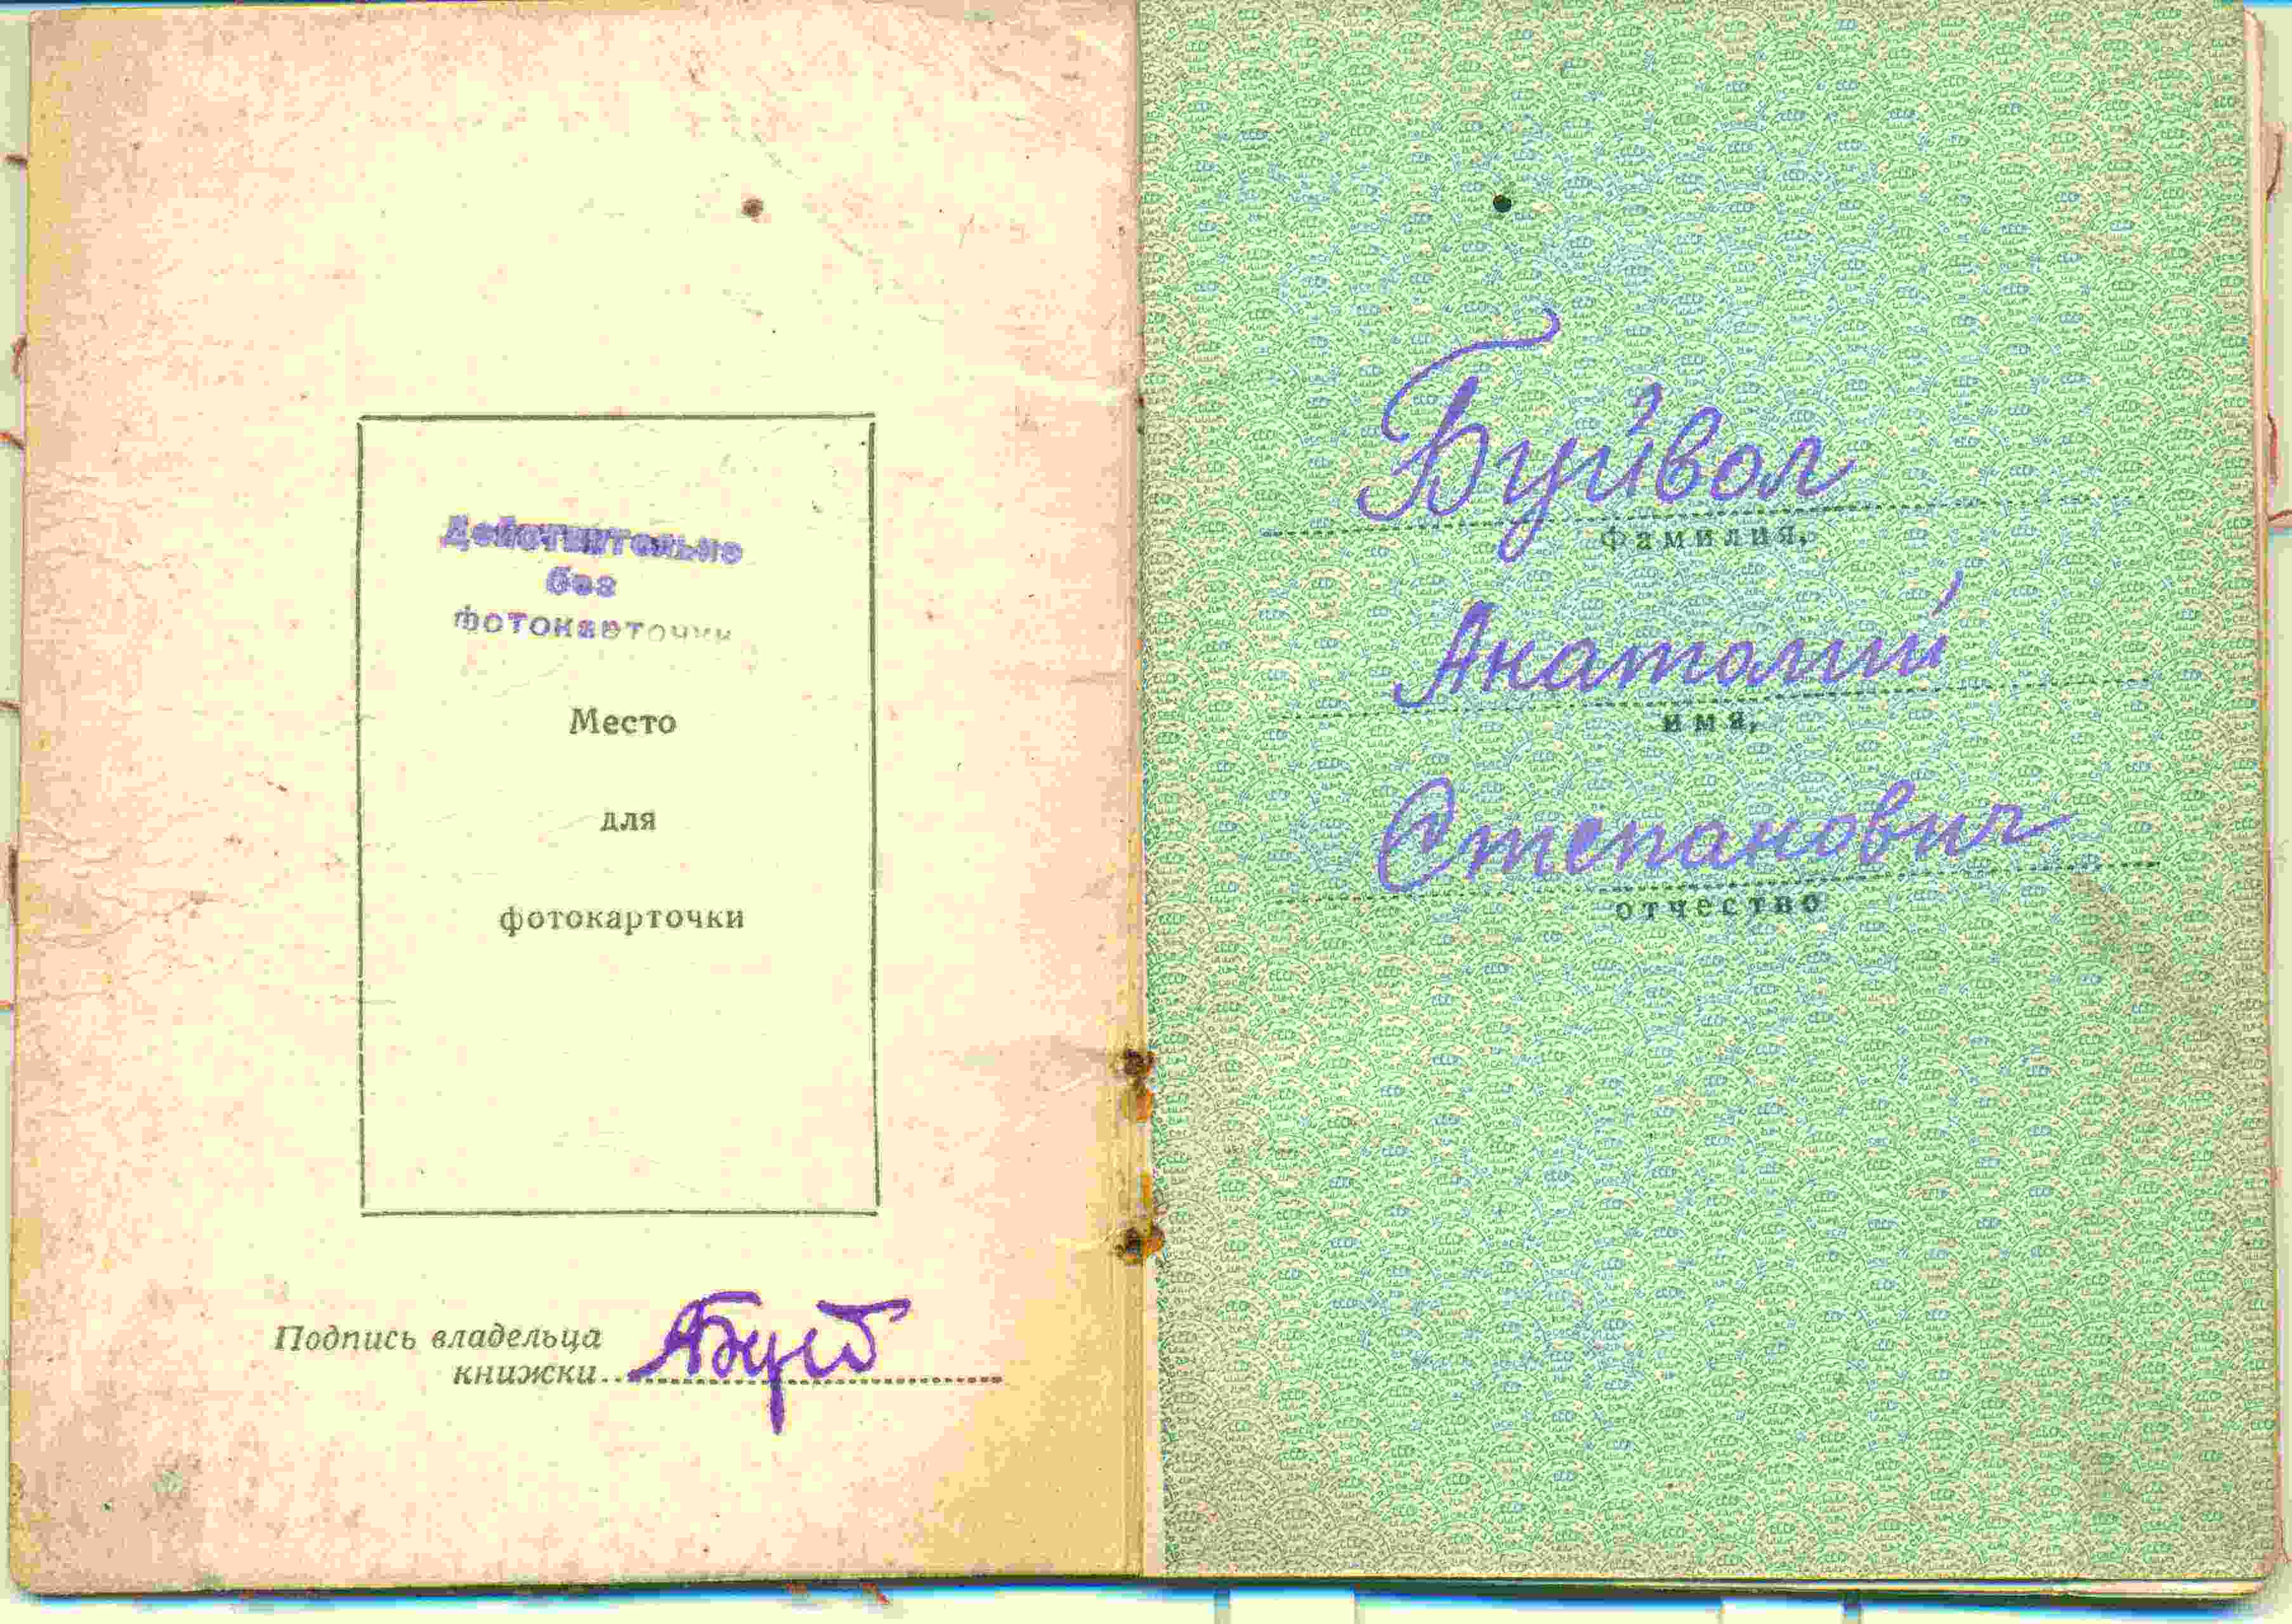 Действительно
без
фотокарточки
Место
для
фотокарточки
Подпись владельца
книжки
Буйвол
фамилия,
Анатолий
имя,
Степанович
отчество